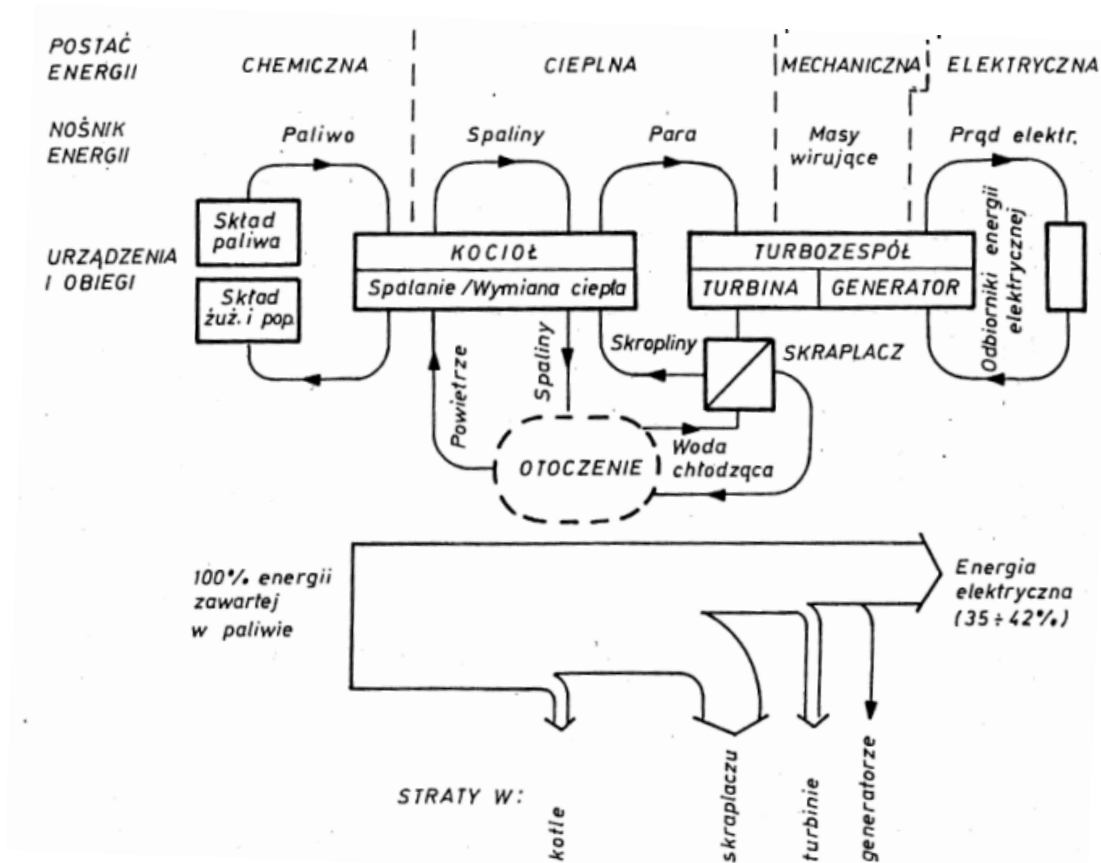 POSTAĆ
ENERGII
CHEMICZNA
CIEPLNA
MECHANICZNA
ELEKTRYCZNA
NOŚNIK
ENERGII
Paliwo
Spaliny
Para
Masy
wirujące
Prąd elektr.
URZĄDZENIA
I OBIEGI
Skład
paliwa
Skład
żuż. i pop.
KOCIOŁ
Spalanie/Wymiana ciepła
TURBOZESPÓŁ
TURBINA
GENERATOR
Odbiorniki energii
elektrycznej
Powietrze
Spaliny
Skropliny
SKRAPLACZ
Woda
chłodząca
OTOCZENIE
100% energii
zawartej
w paliwie
Energia
elektryczna
(35÷42%)
STRATY W:
kotle
skraplaczu
turbinie
generatorze